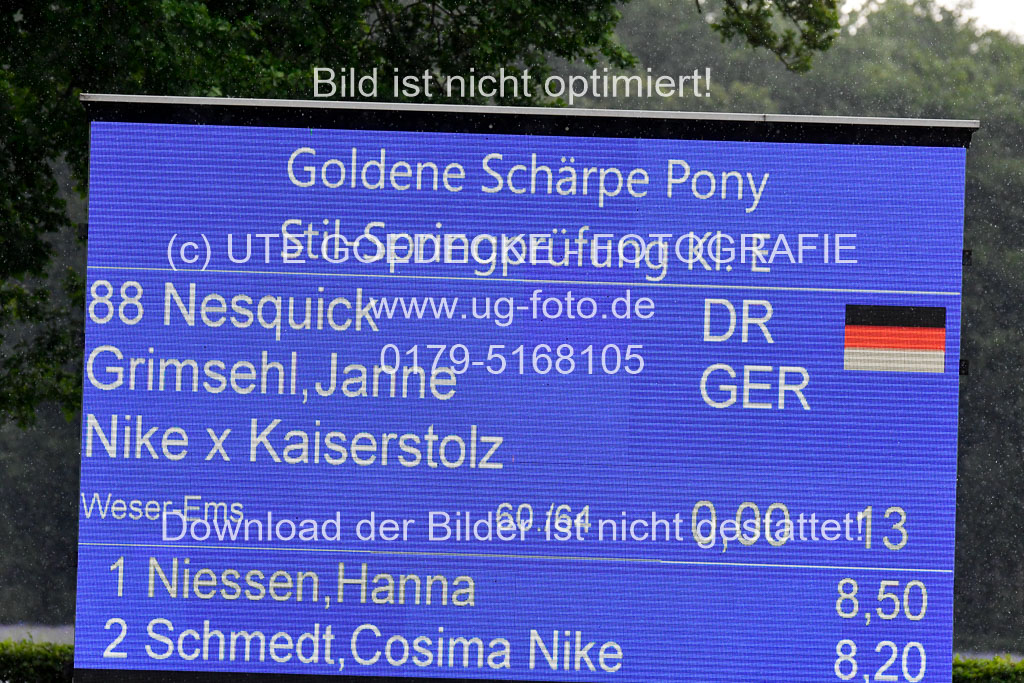 Bild ist nicht optimiert!
Goldene Schärpe Pony
Stil-Springprüfung Kl. E
(c) UTE GOEDECKE - FOTOGRAFIE
88 Nesquick DR
www.ug-foto.de
0179-5168105
Grimsehl,Janne GER
Nike x Kaiserstolz
Weser-Ems 60./64 0,00 13
Download der Bilder ist nicht gestattet!
1 Niessen,Hanna 8,50
2 Schmedt,Cosima Nike 8,20